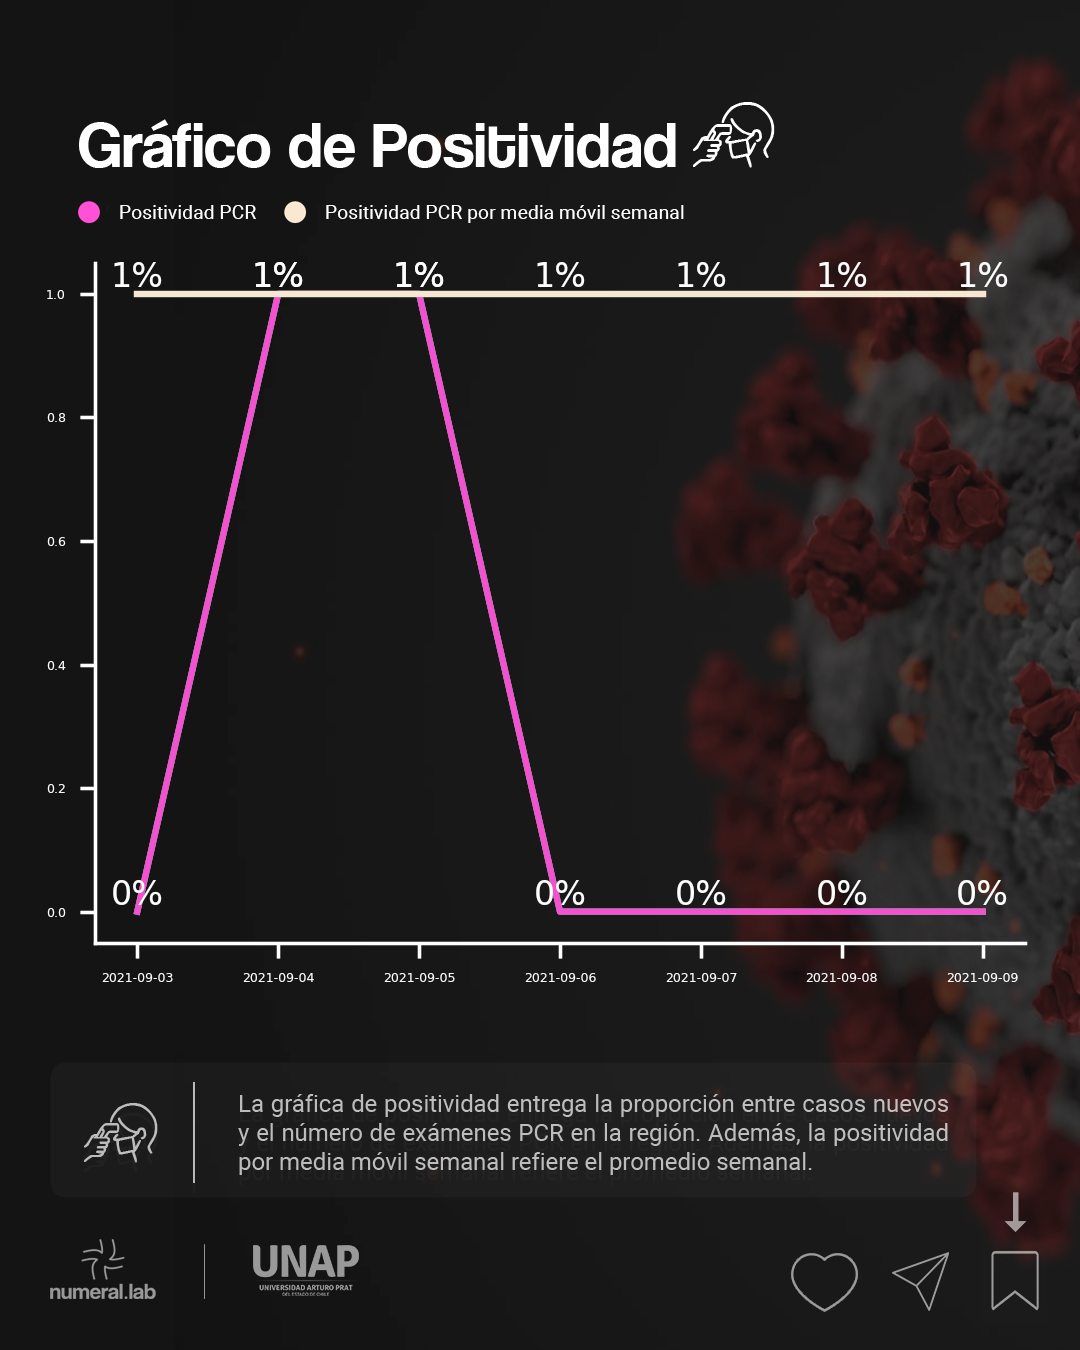 Gráfico de Positividad
Positividad PCR
Positividad PCR por media móvil semanal
1% 1% 1% 1% 1% 1% 1%
1.0
0.8
0.6
0.4
0.2
0% 0% 0% 0% 0%
0.0
2021-09-03 2021-09-04 2021-09-05 2021-09-06 2021-09-07 2021-09-08 2021-09-09
La gráfica de positividad entrega la proporción entre casos nuevos
y el número de exámenes PCR en la región. Además, la positividad
por media móvil semanal refiere el promedio semanal.
numeral.lab
UNAP
UNIVERSIDAD ARTURO PRAT
DEL ESTADO DE CHILE